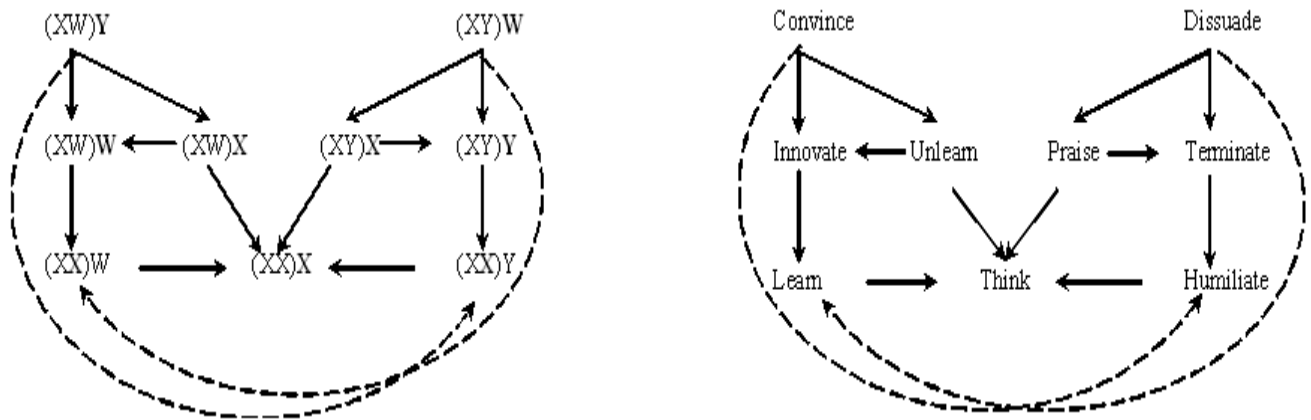 (XW)Y (XY)W
(XW)W (XW)X (XY)X (XY)Y
(XX)W (XX)X (XX)Y
Convince Dissuade
Innovate Unlearn Praise Terminate
Learn Think Humiliate